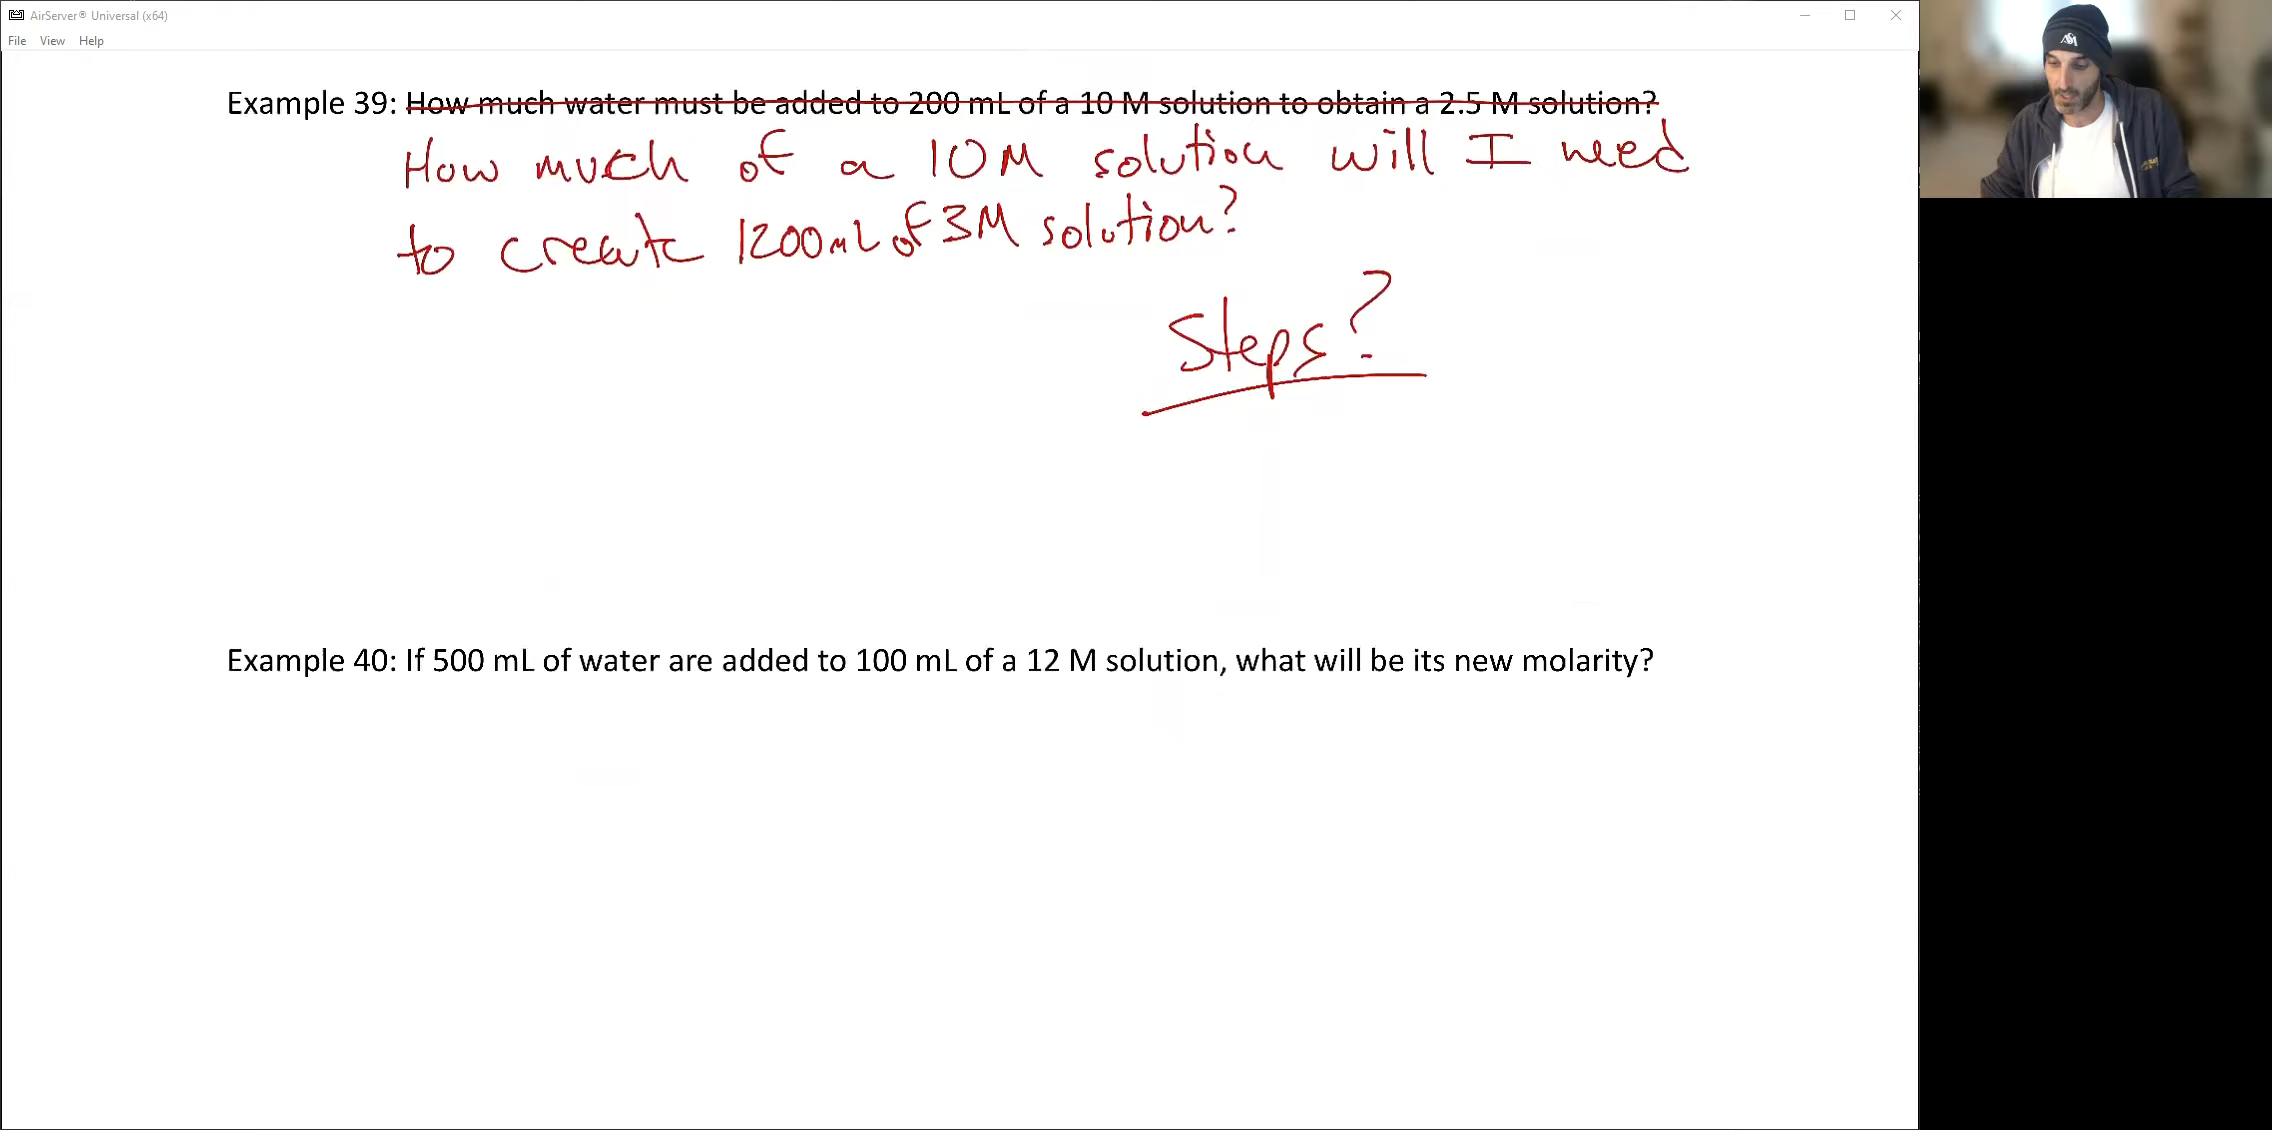 AirServer® Universal (x64)
File View Help
Example 39: How much water must be added to 200 mL of a 10 M solution to obtain a 2.5 M solution?
How much of a 10M solution will I need
to create 1200mL of 3M solution?
Steps?
Example 40: If 500 mL of water are added to 100 mL of a 12 M solution, what will be its new molarity?